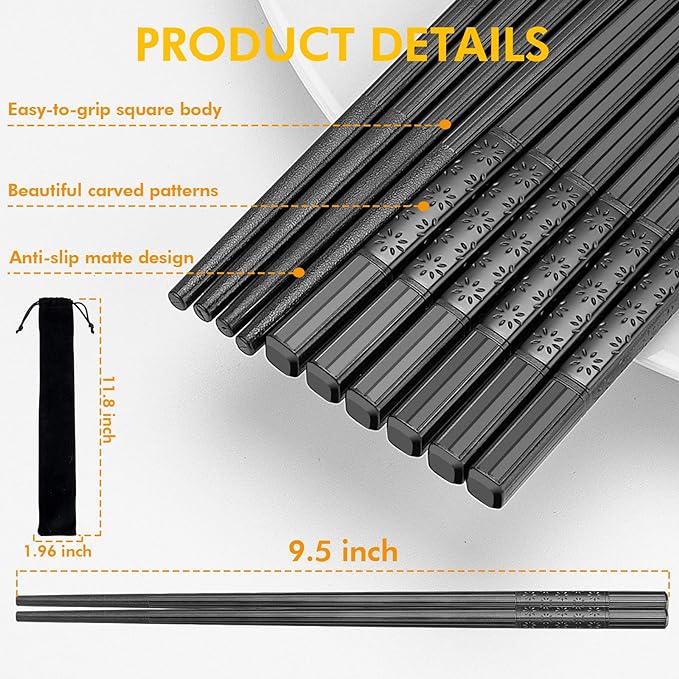 PRODUCT DETAILS
Easy-to-grip square body
Beautiful carved patterns
Anti-slip matte design
11.8 inch
1.96 inch
9.5 inch